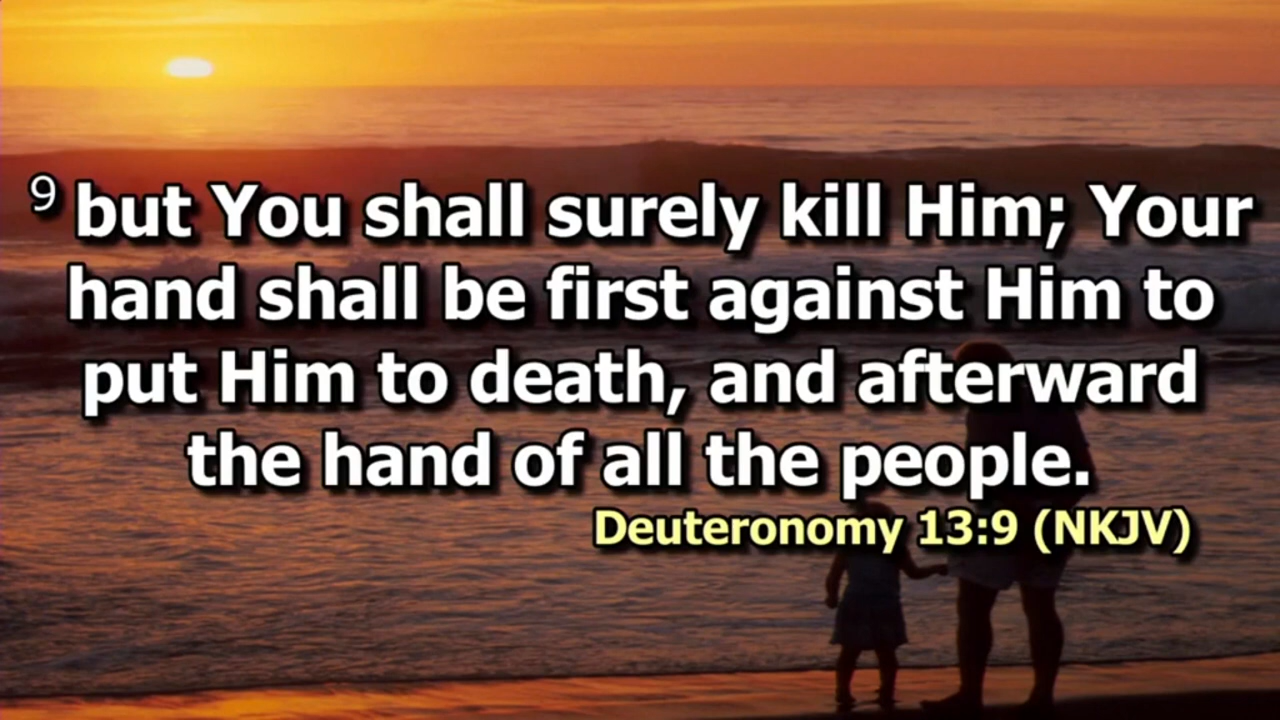 9 but You shall surely kill Him; Your
hand shall be first against Him to
put Him to death, and afterward
the hand of all the people.
Deuteronomy 13:9 (NKJV)